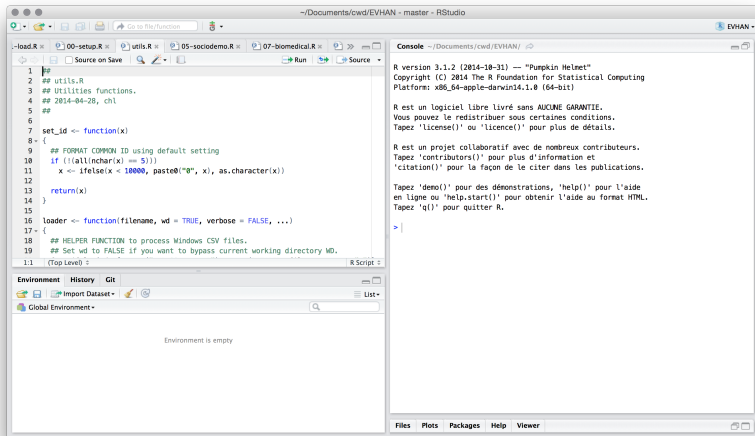 ~/Documents/cwd/EVHAN - master - RStudio
Go to file/function
EVHAN
-load.R × 00-setup.R × utils.R × 05-sociodemo.R × 07-biomedical.R ×
Source on Save Run Source
1 ##
2 ## utils.R
3 ## Utilities functions.
4 ## 2014-04-28, chl
5 ##
6
7 set_id <- function(x)
8 {
9 ## FORMAT COMMON ID using default setting
10 if (!(all(nchar(x) == 5)))
11 x <- ifelse(x < 10000, paste0("0", x), as.character(x))
12
13 return(x)
14 }
15
16 loader <- function(filename, wd = TRUE, verbose = FALSE, ...)
17 {
18 ## HELPER FUNCTION to process Windows CSV files.
19 ## Set wd to FALSE if you want to bypass current working directory WD.
1:1 (Top Level) R Script
Environment History Git
Import Dataset List
Global Environment
Environment is empty
Console ~/Documents/cwd/EVHAN/
R version 3.1.2 (2014-10-31) -- "Pumpkin Helmet"
Copyright (C) 2014 The R Foundation for Statistical Computing
Platform: x86_64-apple-darwin14.1.0 (64-bit)
R est un logiciel libre livré sans AUCUNE GARANTIE.
Vous pouvez le redistribuer sous certaines conditions.
Tapez 'license()' ou 'licence()' pour plus de détails.
R est un projet collaboratif avec de nombreux contributeurs.
Tapez 'contributors()' pour plus d'information et
'citation()' pour la façon de le citer dans les publications.
Tapez 'demo()' pour des démonstrations, 'help()' pour l'aide
en ligne ou 'help.start()' pour obtenir l'aide au format HTML.
Tapez 'q()' pour quitter R.
>
Files Plots Packages Help Viewer